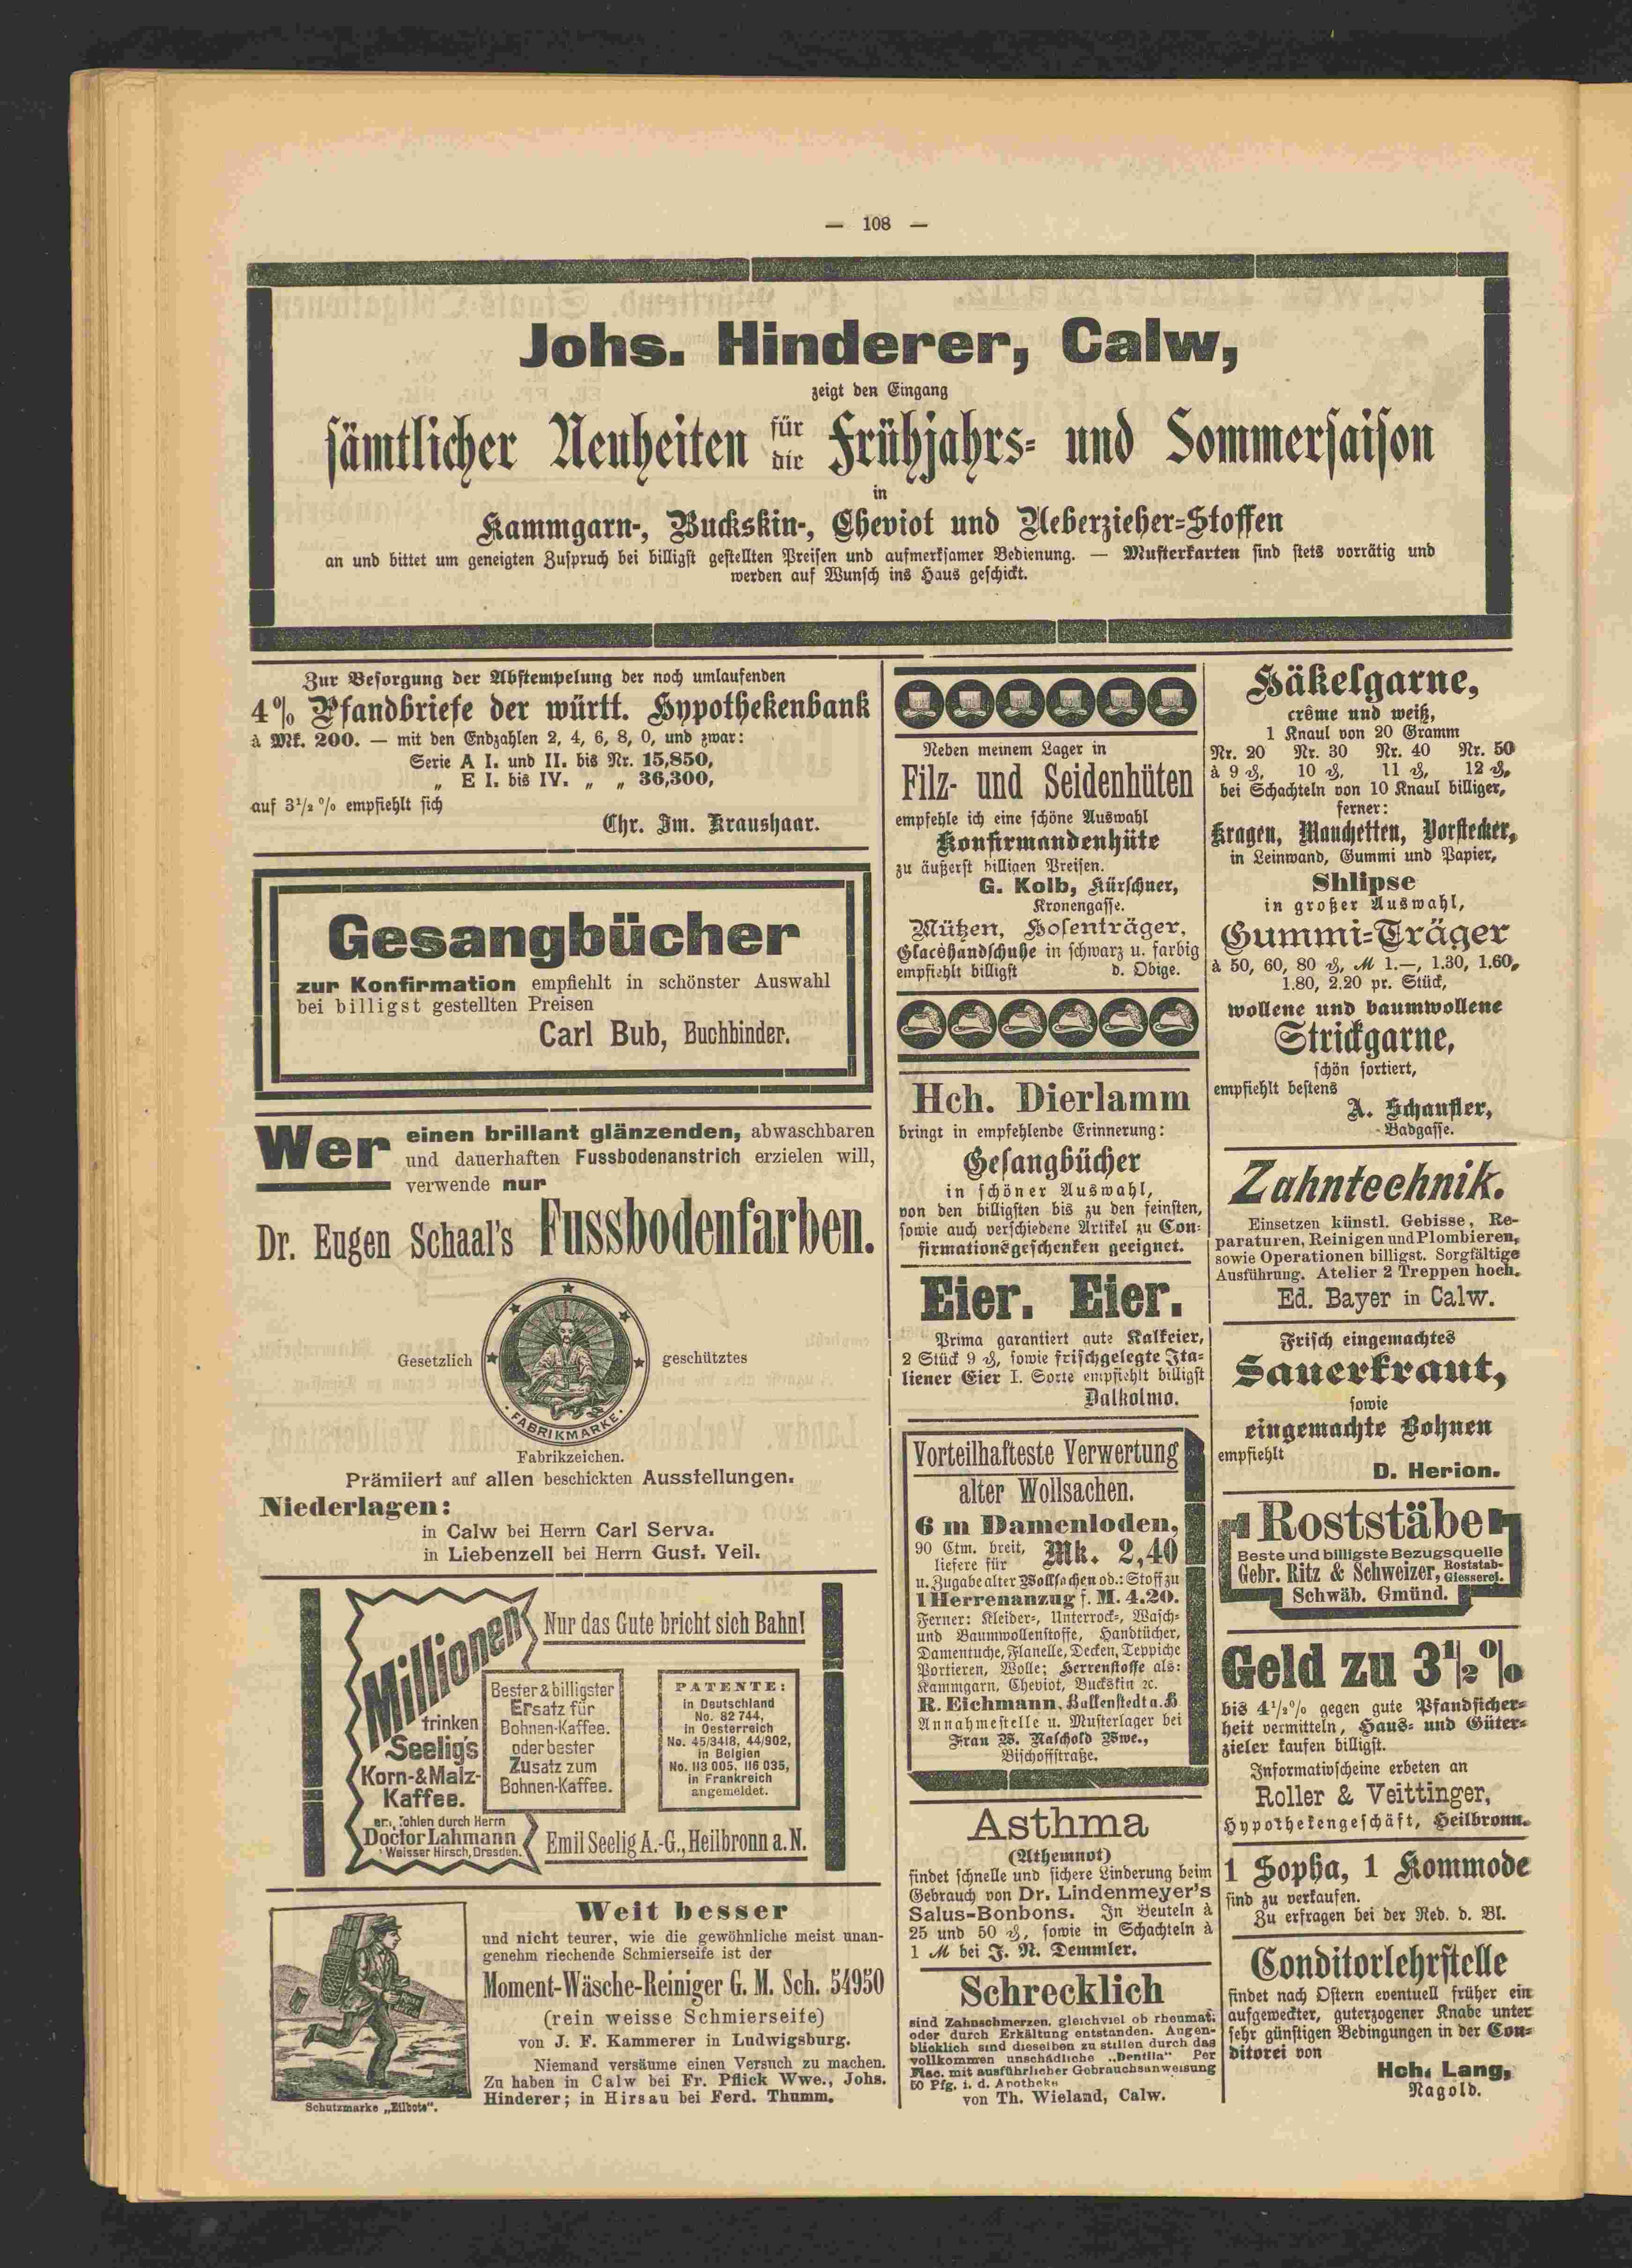 — 108 —
Johs. Hinderer, Calw,
zeigt den Eingang
sämtlicher Neuheiten für die Frühjahrs- und Sommersaison
in
Kammgarn-, Buckskin-, Cheviot und Ueberzieher-Stoffen
an und bittet um geneigten Zuspruch bei billigst gestellten Preisen und aufmerksamer Bedienung. — Musterkarten sind stets vorrätig und
werden auf Wunsch ins Haus geschickt.
Zur Besorgung der Abstempelung der noch umlaufenden
4% Pfandbriefe der württ. Hypothekenbank
à Mk. 200. — mit den Endzahlen 2, 4, 6, 8, 0, und zwar:
Serie A I. und II. bis Nr. 15,850,
„ E I. bis IV. „ „ 36,300,
auf 3½ % empfiehlt sich
Chr. Im. Kraushaar.
Gesangbücher
zur Konfirmation empfiehlt in schönster Auswahl
bei billigst gestellten Preisen
Carl Bub, Buchbinder.
Wer einen brillant glänzenden, abwaschbaren
und dauerhaften Fussbodenanstrich erzielen will,
verwende nur
Dr. Eugen Schaal's Fussbodenfarben.
Gesetzlich geschütztes
FABRIKMARKE
Fabrikzeichen.
Prämiiert auf allen beschickten Ausstellungen.
Niederlagen:
in Calw bei Herrn Carl Serva.
in Liebenzell bei Herrn Gust. Veil.
Millionen
trinken
Seelig's
Korn-&Malz-
Kaffee.
empfohlen durch Herrn
Doctor Lahmann
Weisser Hirsch, Dresden.
Nur das Gute bricht sich Bahn!
Bester & billigster
Ersatz für
Bohnen-Kaffee.
oder bester
Zusatz zum
Bohnen-Kaffee.
PATENTE:
in Deutschland
No. 82744,
in Oesterreich
No. 45/3418, 44/902,
in Belgien
No. 113 005, 116 035,
in Frankreich
angemeldet.
Emil Seelig A.-G., Heilbronn a. N.
Schutzmarke „Eilbote".
Weit besser
und nicht teurer, wie die gewöhnliche meist unan-
genehm riechende Schmierseife ist der
Moment-Wäsche-Reiniger G. M. Sch. 54950
(rein weisse Schmierseife)
von J. F. Kammerer in Ludwigsburg.
Niemand versäume einen Versuch zu machen.
Zu haben in Calw bei Fr. Pflick Wwe., Johs.
Hinderer; in Hirsau bei Ferd. Thumm.
Neben meinem Lager in
Filz- und Seidenhüten
empfehle ich eine schöne Auswahl
Konfirmandenhüte
zu äußerst billigen Preisen.
G. Kolb, Kürschner,
Kronengasse.
Mützen, Hosenträger,
Glacéhandschuhe in schwarz u. farbig
empfiehlt billigst d. Obige.
Hch. Dierlamm
bringt in empfehlende Erinnerung:
Gesangbücher
in schöner Auswahl,
von den billigsten bis zu den feinsten,
sowie auch verschiedene Artikel zu Con-
firmationsgeschenken geeignet.
Eier. Eier.
Prima garantiert gute Kalkeier,
2 Stück 9 ₰, sowie frischgelegte Ita-
liener Eier I. Sorte empfiehlt billigst
Dalkolmo.
Vorteilhafteste Verwertung
alter Wollsachen.
6 m Damenloden,
90 Ctm. breit,
liefere für Mk. 2,40
u. Zugabe alter Wollsachen od.: Stoff zu
1 Herrenanzug f. M. 4.20.
Ferner: Kleider-, Unterrock-, Wasch-
und Baumwollenstoffe, Handtücher,
Damentuche, Flanelle, Decken, Teppiche
Portieren, Wolle; Herrenstoffe als:
Kammgarn, Cheviot, Buckskin ꝛc.
R. Eichmann, Ballenstedt a. H.
Annahmestelle u. Musterlager bei
Frau W. Raschold Wwe.,
Bischoffstraße.
Asthma
(Athemnot)
findet schnelle und sichere Linderung beim
Gebrauch von Dr. Lindenmeyer's
Salus-Bonbons. In Beuteln à
25 und 50 ₰, sowie in Schachteln à
1 M bei J. N. Demmler.
Schrecklich
sind Zahnschmerzen, gleichviel ob rheumat.
oder durch Erkältung entstanden. Augen-
blicklich sind dieselben zu stillen durch das
vollkommen unschädliche „Dentila" Per
Flac. mit ausführlicher Gebrauchsanweisung
50 Pfg. i. d. Apotheke
von Th. Wieland, Calw.
Häkelgarne,
crême und weiß,
1 Knaul von 20 Gramm
Nr. 20 Nr. 30 Nr. 40 Nr. 50
à 9 ₰, 10 ₰, 11 ₰, 12 ₰,
bei Schachteln von 10 Knaul billiger,
ferner:
Kragen, Manchetten, Vorstecker,
in Leinwand, Gummi und Papier,
Shlipse
in großer Auswahl,
Gummi-Träger
à 50, 60, 80 ₰, M 1.—, 1.30, 1.60,
1.80, 2.20 pr. Stück,
wollene und baumwollene
Strickgarne,
schön sortiert,
empfiehlt bestens
A. Schaufler,
Badgasse.
Zahntechnik.
Einsetzen künstl. Gebisse, Re-
paraturen, Reinigen und Plombieren,
sowie Operationen billigst. Sorgfältige
Ausführung. Atelier 2 Treppen hoch.
Ed. Bayer in Calw.
Frisch eingemachtes
Sauerkraut,
sowie
eingemachte Bohnen
empfiehlt
D. Herion.
Roststäbe
Beste und billigste Bezugsquelle
Gebr. Ritz & Schweizer, Roststab-Giesserei.
Schwäb. Gmünd.
Geld zu 3½%
bis 4½% gegen gute Pfandsicher-
heit vermitteln, Haus- und Güter-
zieler kaufen billigst.
Informativscheine erbeten an
Roller & Veittinger,
Hypothekengeschäft, Heilbronn.
1 Sopha, 1 Kommode
sind zu verkaufen.
Zu erfragen bei der Red. d. Bl.
Conditorlehrstelle
findet nach Ostern eventuell früher ein
aufgeweckter, guterzogener Knabe unter
sehr günstigen Bedingungen in der Con-
ditorei von
Hch. Lang,
Nagold.